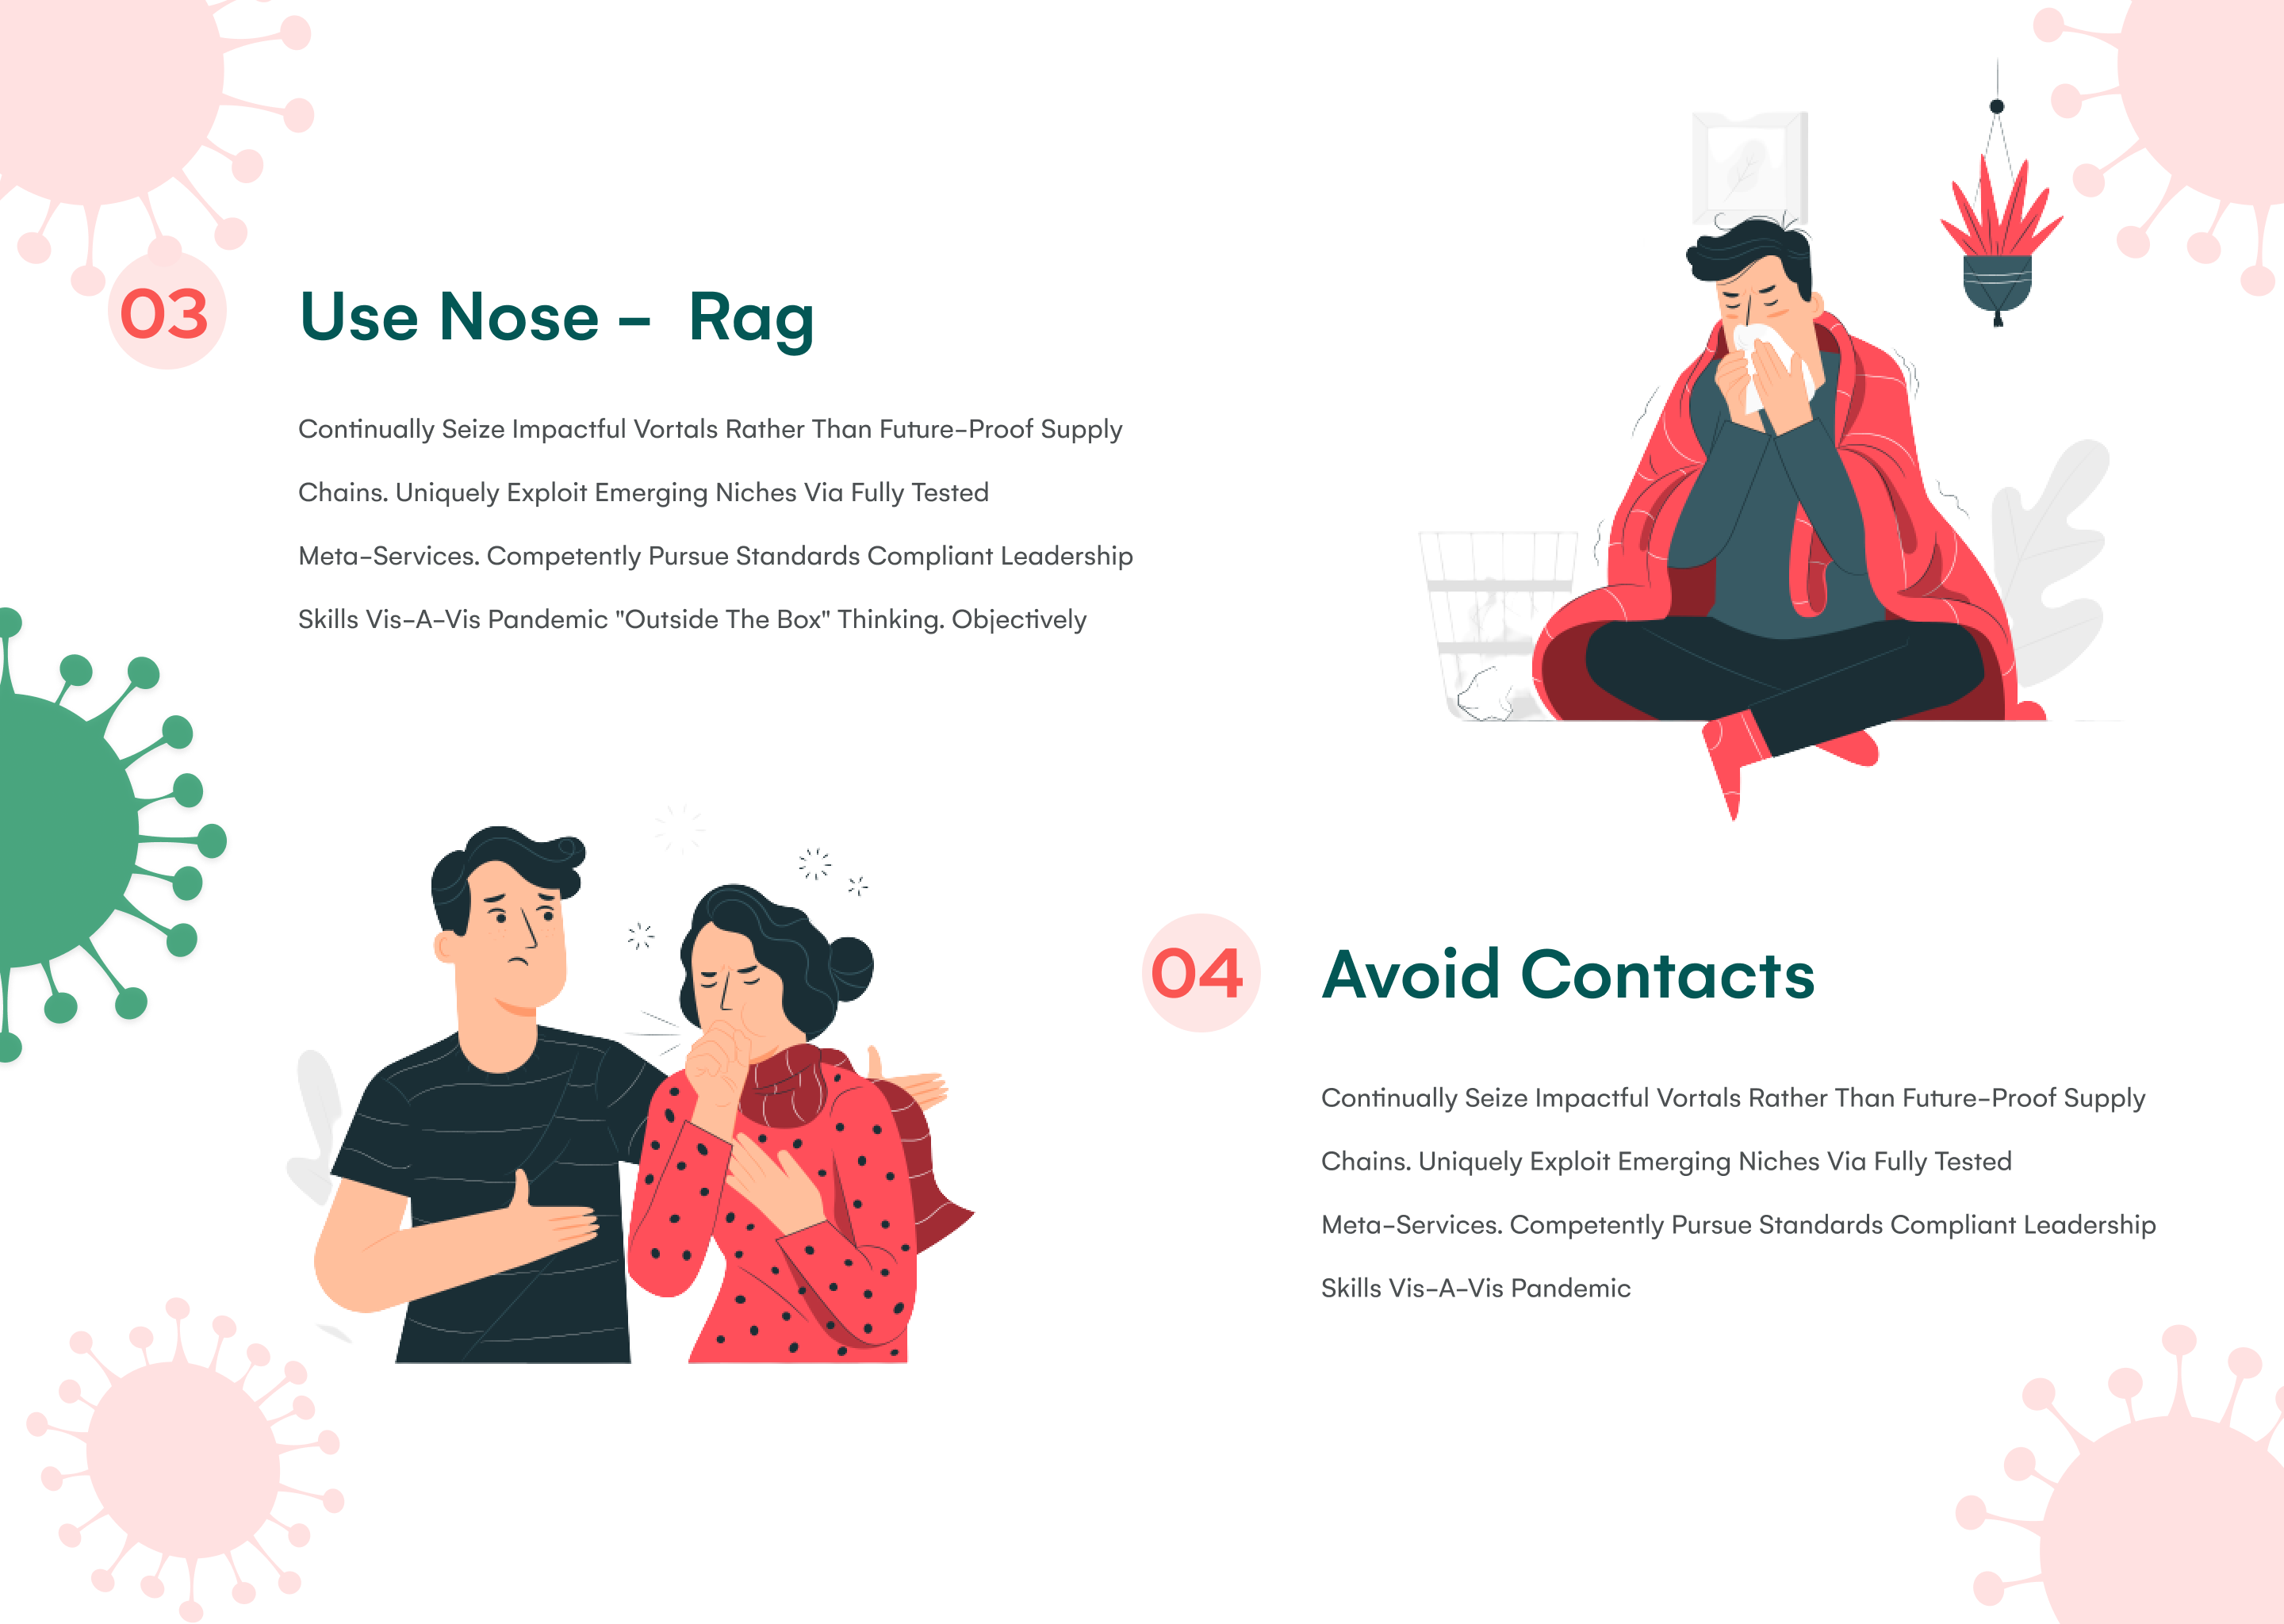 03
Use Nose – Rag
Continually Seize Impactful Vortals Rather Than Future-Proof Supply
Chains. Uniquely Exploit Emerging Niches Via Fully Tested
Meta-Services. Competently Pursue Standards Compliant Leadership
Skills Vis-A-Vis Pandemic "Outside The Box" Thinking. Objectively
04
Avoid Contacts
Continually Seize Impactful Vortals Rather Than Future-Proof Supply
Chains. Uniquely Exploit Emerging Niches Via Fully Tested
Meta-Services. Competently Pursue Standards Compliant Leadership
Skills Vis-A-Vis Pandemic